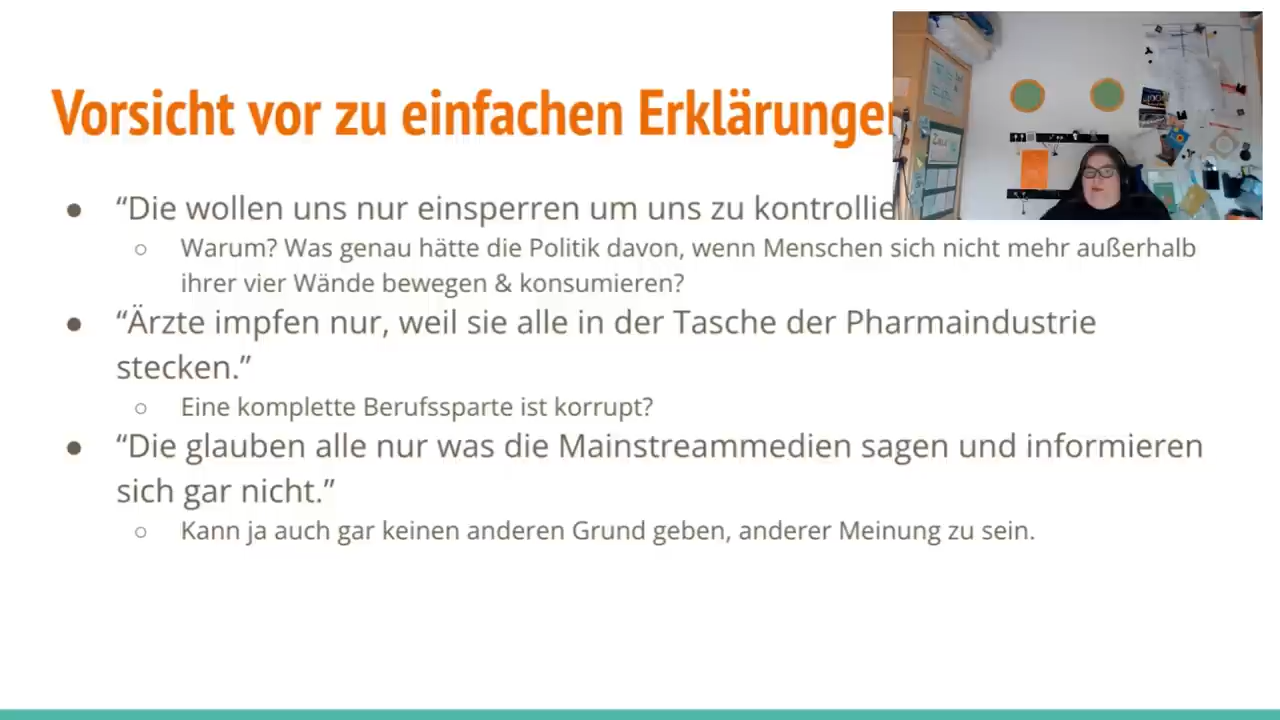 Vorsicht vor zu einfachen Erklärunge
“Die wollen uns nur einsperren um uns zu kontrollie
Warum? Was genau hätte die Politik davon, wenn Menschen sich nicht mehr außerhalb
ihrer vier Wände bewegen & konsumieren?
“Ärzte impfen nur, weil sie alle in der Tasche der Pharmaindustrie
stecken.”
Eine komplette Berufssparte ist korrupt?
“Die glauben alle nur was die Mainstreammedien sagen und informieren
sich gar nicht.”
Kann ja auch gar keinen anderen Grund geben, anderer Meinung zu sein.